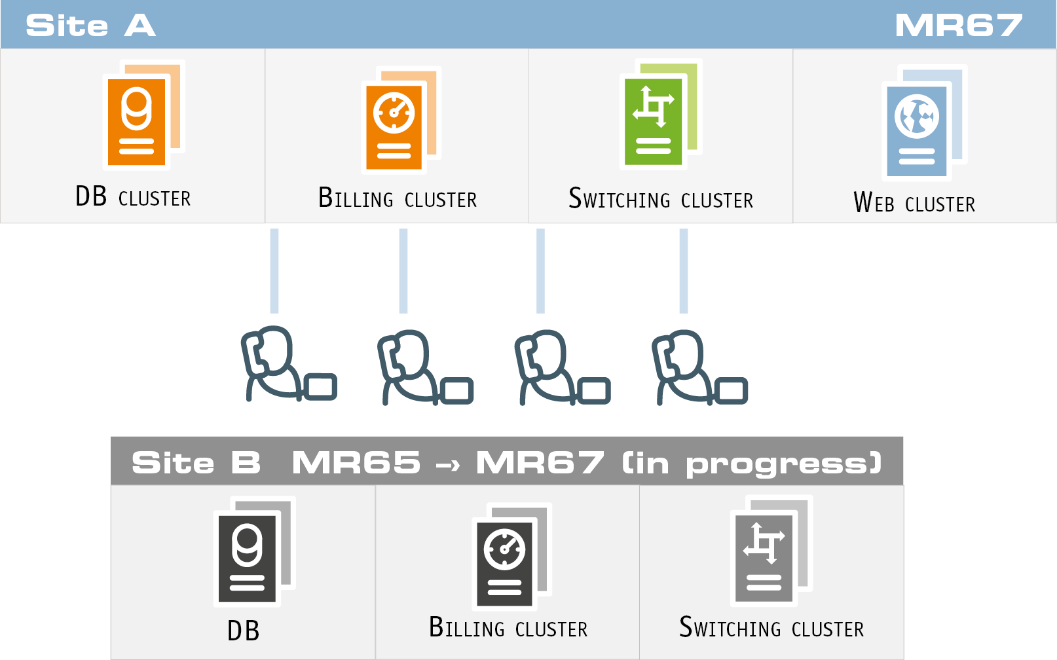 Site A MR67
DB CLUSTER BILLING CLUSTER SWITCHING CLUSTER WEB CLUSTER
Site B MR65 -> MR67 (in progress)
DB BILLING CLUSTER SWITCHING CLUSTER